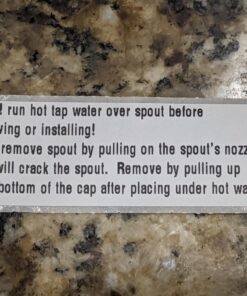 ! run hot tap water over spout before
ving or installing!
remove spout by pulling on the spout's nozz
will crack the spout. Remove by pulling up
bottom of the cap after placing under hot wa